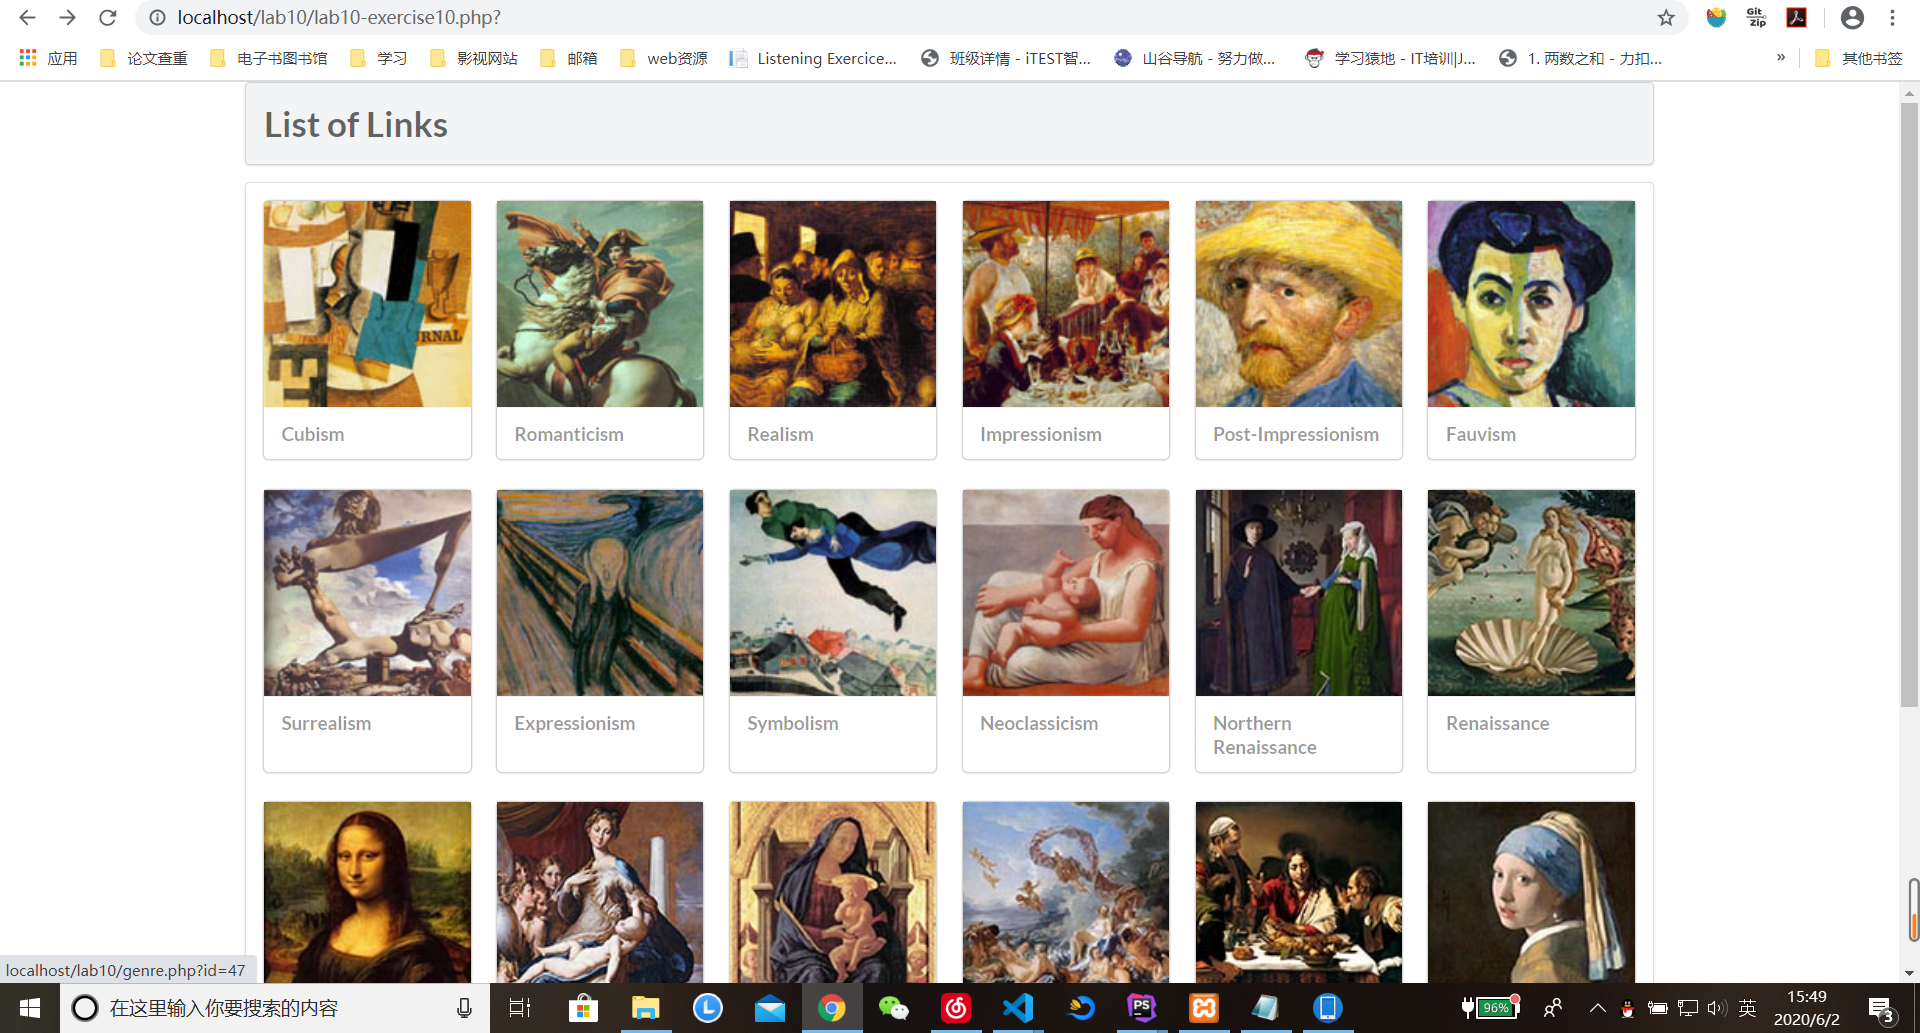 localhost/lab10/lab10-exercise10.php?
Git
Zip
应用
论文查重
电子书图书馆
学习
影视网站
邮箱
web资源
Listening Exercice...
班级详情 - iTEST智...
山谷导航 - 努力做...
学习猿地 - IT培训|J...
1. 两数之和 - 力扣...
»
其他书签
List of Links
JRNAL
Cubism
Romanticism
Realism
Impressionism
Post-Impressionism
Fauvism
Surrealism
Expressionism
Symbolism
Neoclassicism
Northern
Renaissance
Renaissance
localhost/lab10/genre.php?id=47
在这里输入你要搜索的内容
L
PS
96%
英
15:49
2020/6/2
3